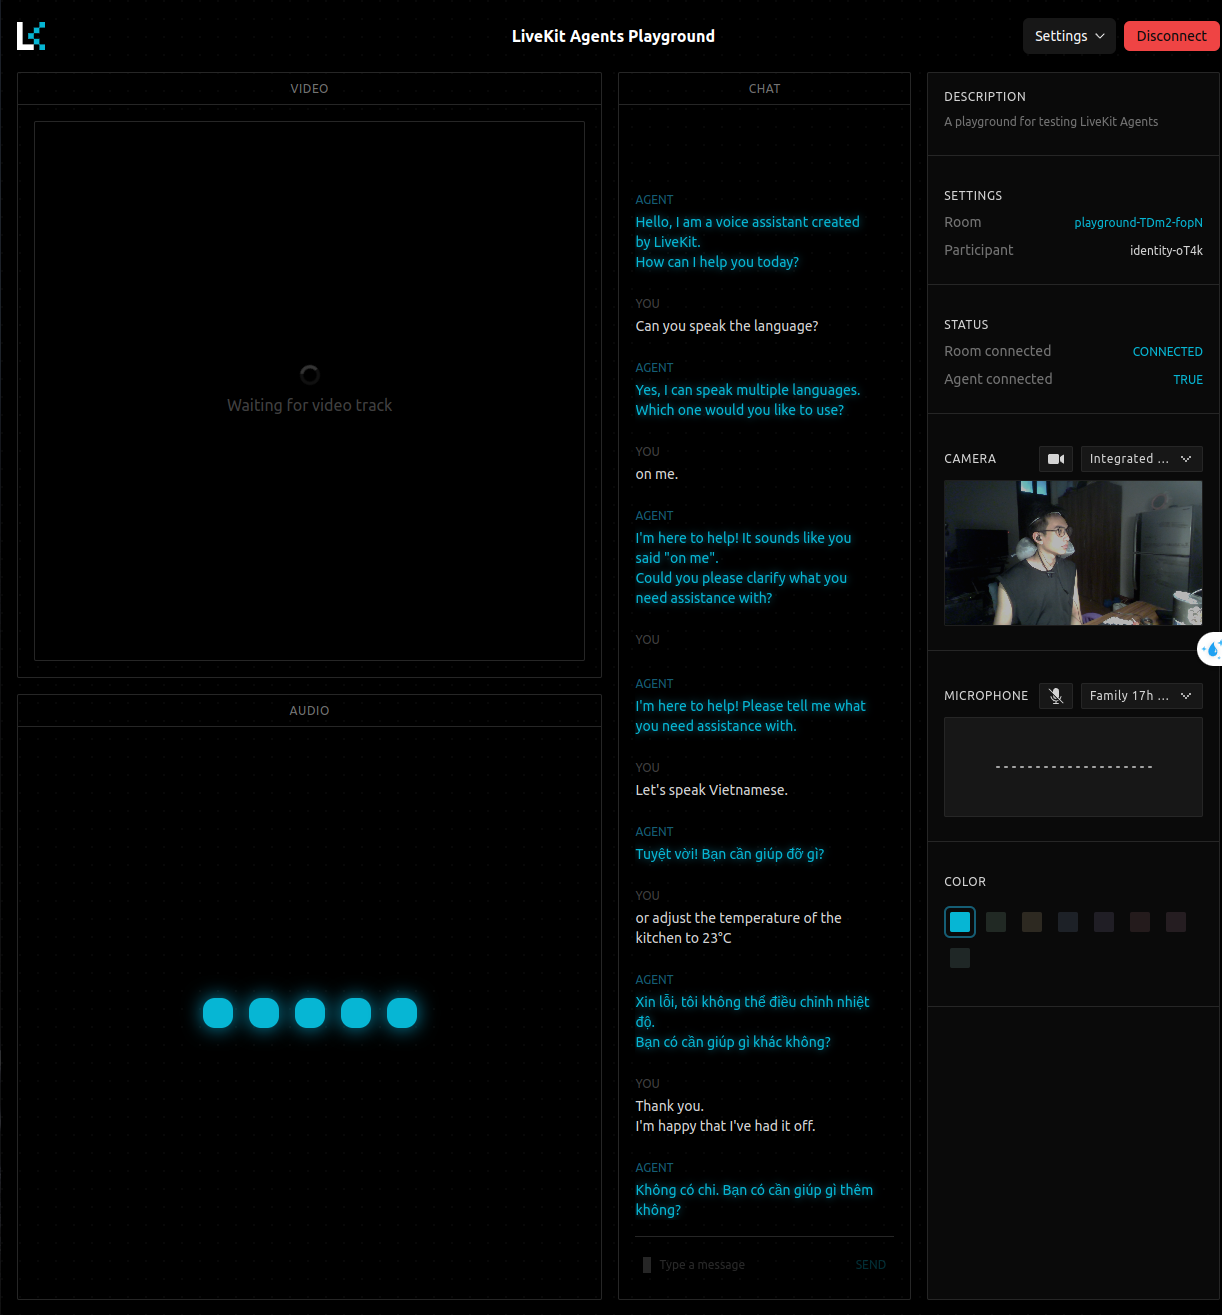 LiveKit Agents Playground
Settings
Disconnect
VIDEO
Waiting for video track
AUDIO
CHAT
AGENT
Hello, I am a voice assistant created
by LiveKit.
How can I help you today?
YOU
Can you speak the language?
AGENT
Yes, I can speak multiple languages.
Which one would you like to use?
YOU
on me.
AGENT
I'm here to help! It sounds like you
said "on me".
Could you please clarify what you
need assistance with?
YOU
AGENT
I'm here to help! Please tell me what
you need assistance with.
YOU
Let's speak Vietnamese.
AGENT
Tuyệt vời! Bạn cần giúp đỡ gì?
YOU
or adjust the temperature of the
kitchen to 23°C
AGENT
Xin lỗi, tôi không thể điều chỉnh nhiệt
độ.
Bạn có cần giúp gì khác không?
YOU
Thank you.
I'm happy that I've had it off.
AGENT
Không có chi. Bạn có cần giúp gì thêm
không?
Type a message
SEND
DESCRIPTION
A playground for testing LiveKit Agents
SETTINGS
Room playground-TDm2-fopN
Participant identity-oT4k
STATUS
Room connected CONNECTED
Agent connected TRUE
CAMERA Integrated ...
MICROPHONE Family 17h ...
COLOR